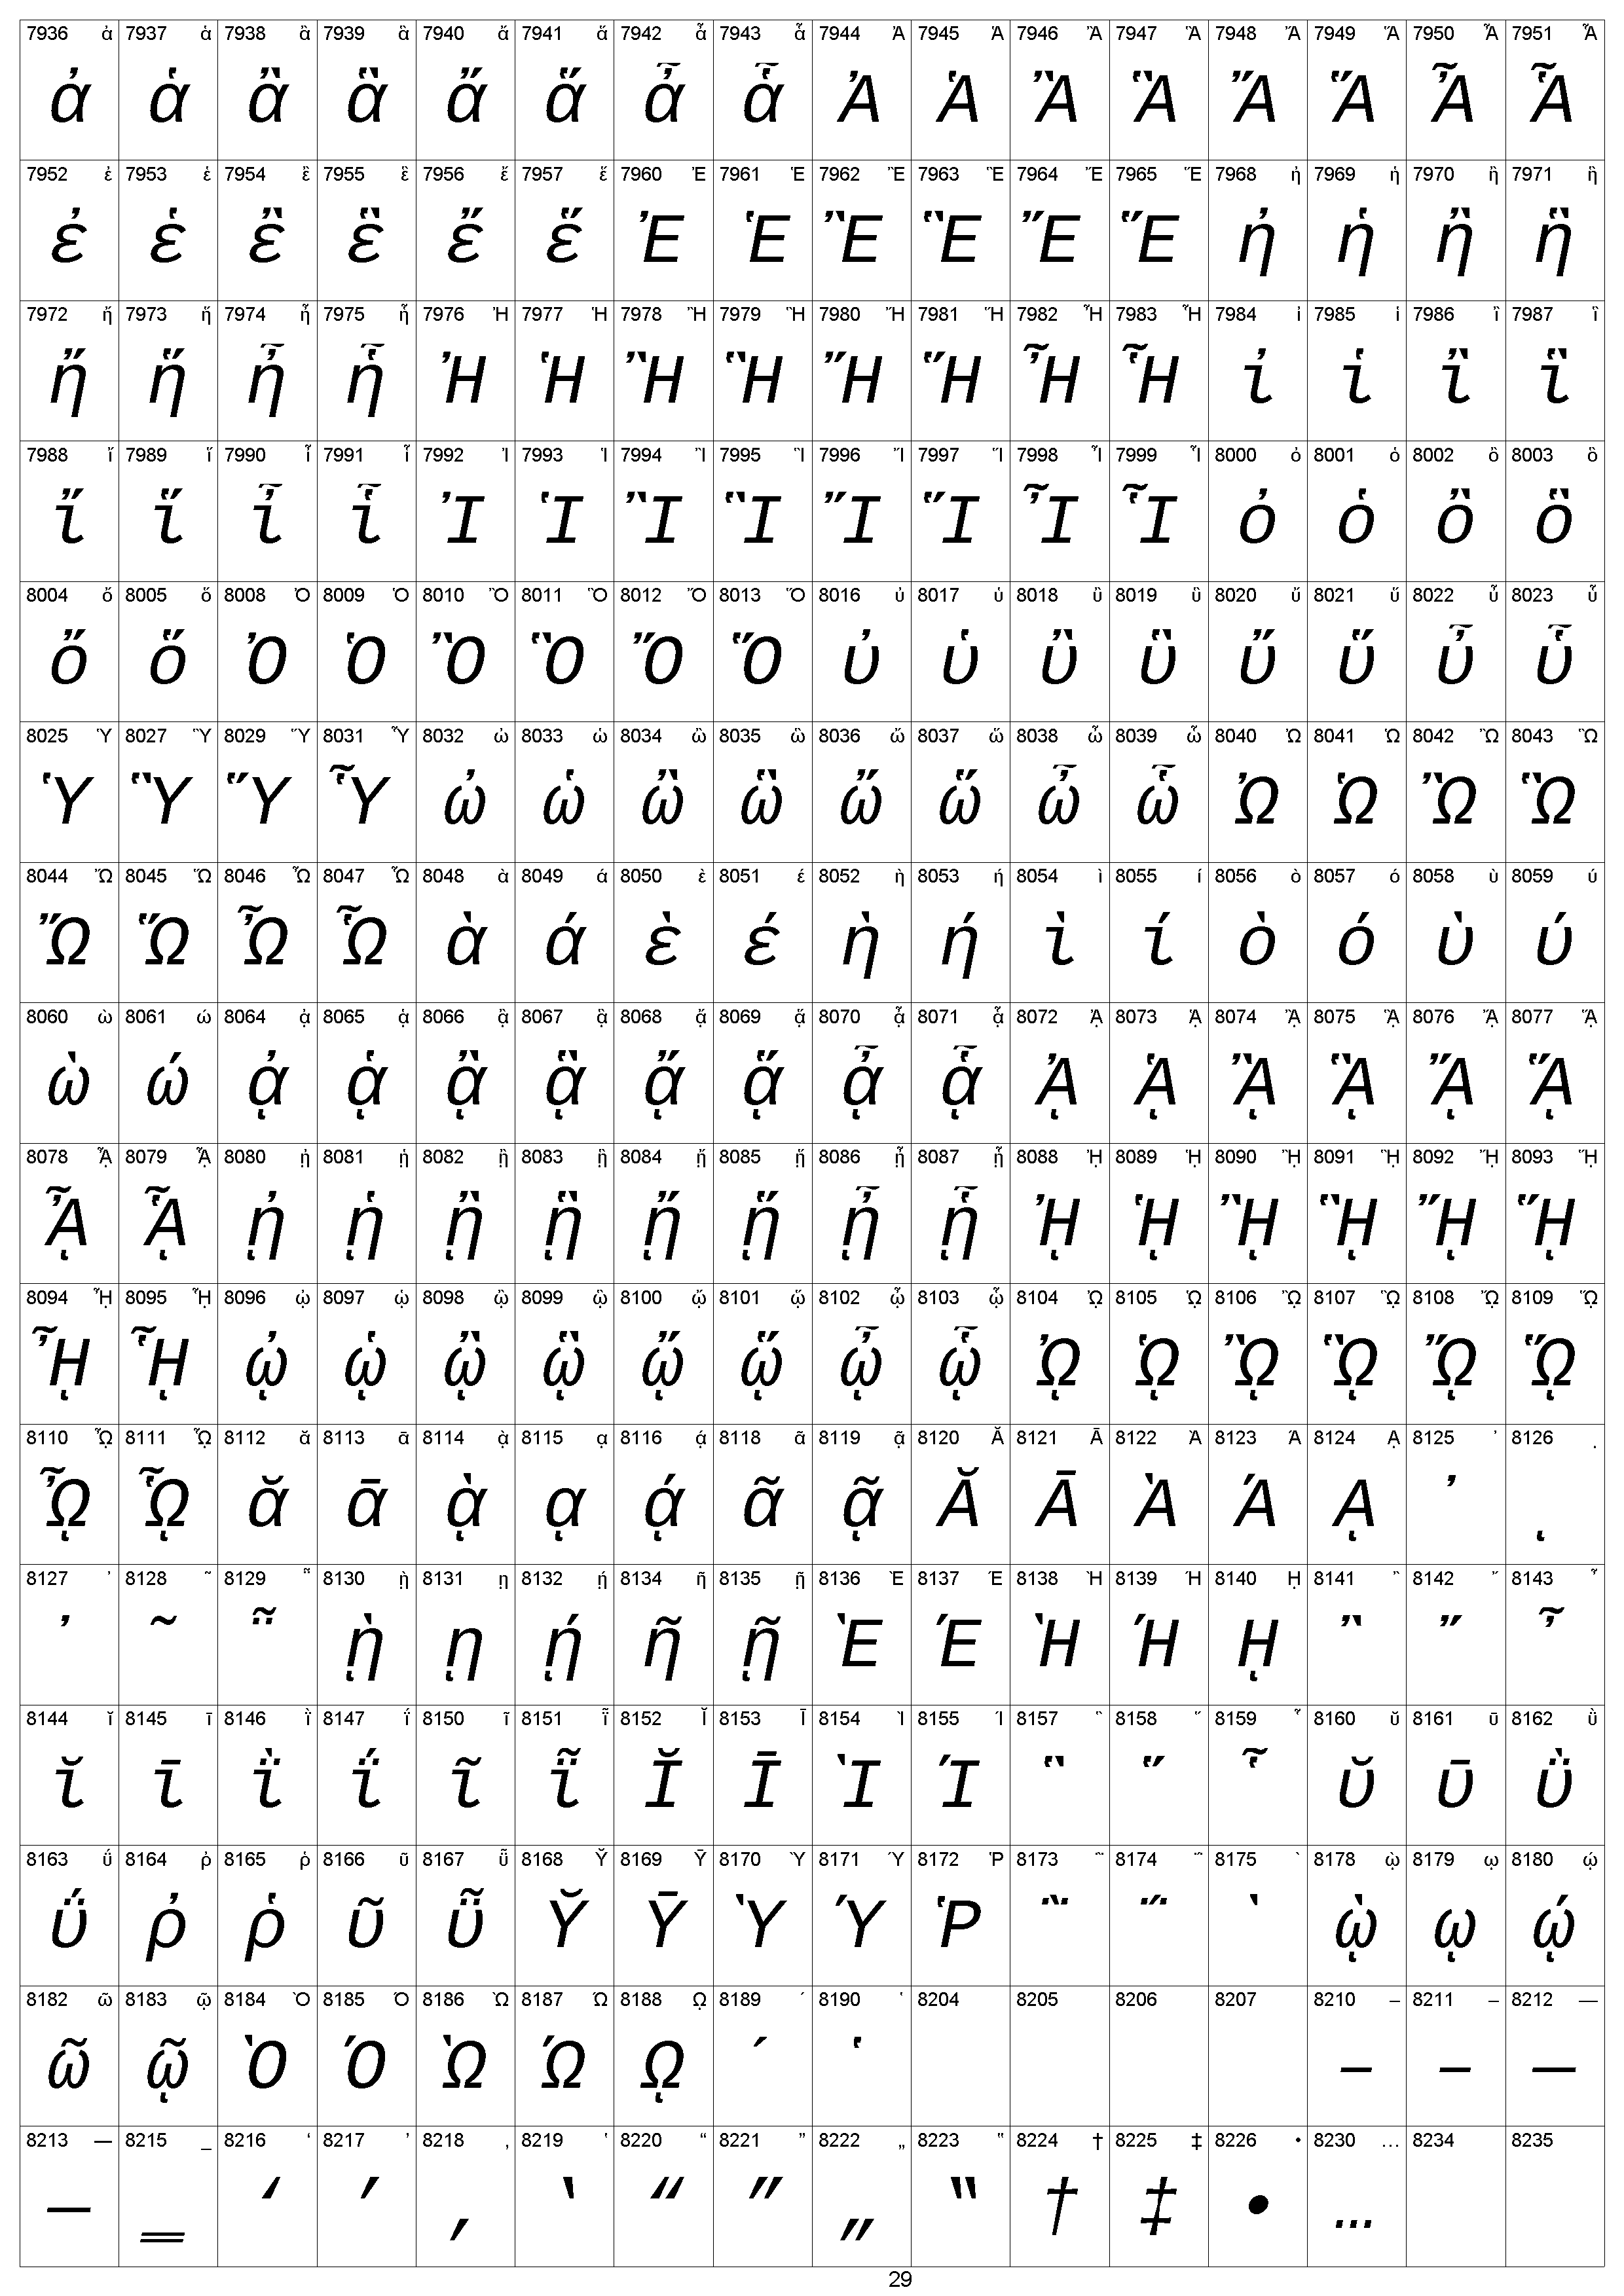 7936 ἀ 7937 ἁ 7938 ἂ 7939 ἃ 7940 ἄ 7941 ἅ 7942 ἆ 7943 ἇ 7944 Ἀ 7945 Ἁ 7946 Ἂ 7947 Ἃ 7948 Ἄ 7949 Ἅ 7950 Ἆ 7951 Ἇ
ἀ ἁ ἂ ἃ ἄ ἅ ἆ ἇ Ἀ Ἁ Ἂ Ἃ Ἄ Ἅ Ἆ Ἇ
7952 ἐ 7953 ἑ 7954 ἒ 7955 ἓ 7956 ἔ 7957 ἕ 7960 Ἐ 7961 Ἑ 7962 Ἒ 7963 Ἓ 7964 Ἔ 7965 Ἕ 7968 ἠ 7969 ἡ 7970 ἢ 7971 ἣ
ἐ ἑ ἒ ἓ ἔ ἕ Ἐ Ἑ Ἒ Ἓ Ἔ Ἕ ἠ ἡ ἢ ἣ
7972 ἤ 7973 ἥ 7974 ἦ 7975 ἧ 7976 Ἠ 7977 Ἡ 7978 Ἢ 7979 Ἣ 7980 Ἤ 7981 Ἥ 7982 Ἦ 7983 Ἧ 7984 ἰ 7985 ἱ 7986 ἲ 7987 ἳ
ἤ ἥ ἦ ἧ Ἠ Ἡ Ἢ Ἣ Ἤ Ἥ Ἦ Ἧ ἰ ἱ ἲ ἳ
7988 ἴ 7989 ἵ 7990 ἶ 7991 ἷ 7992 Ἰ 7993 Ἱ 7994 Ἲ 7995 Ἳ 7996 Ἴ 7997 Ἵ 7998 Ἶ 7999 Ἷ 8000 ὀ 8001 ὁ 8002 ὂ 8003 ὃ
ἴ ἵ ἶ ἷ Ἰ Ἱ Ἲ Ἳ Ἴ Ἵ Ἶ Ἷ ὀ ὁ ὂ ὃ
8004 ὄ 8005 ὅ 8008 Ὀ 8009 Ὁ 8010 Ὂ 8011 Ὃ 8012 Ὄ 8013 Ὅ 8016 ὐ 8017 ὑ 8018 ὒ 8019 ὓ 8020 ὔ 8021 ὕ 8022 ὖ 8023 ὗ
ὄ ὅ Ὀ Ὁ Ὂ Ὃ Ὄ Ὅ ὐ ὑ ὒ ὓ ὔ ὕ ὖ ὗ
8025 Ὑ 8027 Ὓ 8029 Ὕ 8031 Ὗ 8032 ὠ 8033 ὡ 8034 ὢ 8035 ὣ 8036 ὤ 8037 ὥ 8038 ὦ 8039 ὧ 8040 Ὠ 8041 Ὡ 8042 Ὢ 8043 Ὣ
Ὑ Ὓ Ὕ Ὗ ὠ ὡ ὢ ὣ ὤ ὥ ὦ ὧ Ὠ Ὡ Ὢ Ὣ
8044 Ὤ 8045 Ὥ 8046 Ὦ 8047 Ὧ 8048 ὰ 8049 ά 8050 ὲ 8051 έ 8052 ὴ 8053 ή 8054 ὶ 8055 ί 8056 ὸ 8057 ό 8058 ὺ 8059 ύ
Ὤ Ὥ Ὦ Ὧ ὰ ά ὲ έ ὴ ή ὶ ί ὸ ό ὺ ύ
8060 ὼ 8061 ώ 8064 ᾀ 8065 ᾁ 8066 ᾂ 8067 ᾃ 8068 ᾄ 8069 ᾅ 8070 ᾆ 8071 ᾇ 8072 ᾈ 8073 ᾉ 8074 ᾊ 8075 ᾋ 8076 ᾌ 8077 ᾍ
ὼ ώ ᾀ ᾁ ᾂ ᾃ ᾄ ᾅ ᾆ ᾇ ᾈ ᾉ ᾊ ᾋ ᾌ ᾍ
8078 ᾎ 8079 ᾏ 8080 ᾐ 8081 ᾑ 8082 ᾒ 8083 ᾓ 8084 ᾔ 8085 ᾕ 8086 ᾖ 8087 ᾗ 8088 ᾘ 8089 ᾙ 8090 ᾚ 8091 ᾛ 8092 ᾜ 8093 ᾝ
ᾎ ᾏ ᾐ ᾑ ᾒ ᾓ ᾔ ᾕ ᾖ ᾗ ᾘ ᾙ ᾚ ᾛ ᾜ ᾝ
8094 ᾞ 8095 ᾟ 8096 ᾠ 8097 ᾡ 8098 ᾢ 8099 ᾣ 8100 ᾤ 8101 ᾥ 8102 ᾦ 8103 ᾧ 8104 ᾨ 8105 ᾩ 8106 ᾪ 8107 ᾫ 8108 ᾬ 8109 ᾭ
ᾞ ᾟ ᾠ ᾡ ᾢ ᾣ ᾤ ᾥ ᾦ ᾧ ᾨ ᾩ ᾪ ᾫ ᾬ ᾭ
8110 ᾮ 8111 ᾯ 8112 ᾰ 8113 ᾱ 8114 ᾲ 8115 ᾳ 8116 ᾴ 8118 ᾶ 8119 ᾷ 8120 Ᾰ 8121 Ᾱ 8122 Ὰ 8123 Ά 8124 ᾼ 8125 ᾽ 8126 ι
ᾮ ᾯ ᾰ ᾱ ᾲ ᾳ ᾴ ᾶ ᾷ Ᾰ Ᾱ Ὰ Ά ᾼ ᾽ ι
8127 ᾿ 8128 ῀ 8129 ῁ 8130 ῂ 8131 ῃ 8132 ῄ 8134 ῆ 8135 ῇ 8136 Ὲ 8137 Έ 8138 Ὴ 8139 Ή 8140 ῌ 8141 ῍ 8142 ῎ 8143 ῏
᾿ ῀ ῁ ῂ ῃ ῄ ῆ ῇ Ὲ Έ Ὴ Ή ῌ ῍ ῎ ῏
8144 ῐ 8145 ῑ 8146 ῒ 8147 ΐ 8150 ῖ 8151 ῗ 8152 Ῐ 8153 Ῑ 8154 Ὶ 8155 Ί 8157 ῝ 8158 ῞ 8159 ῟ 8160 ῠ 8161 ῡ 8162 ῢ
ῐ ῑ ῒ ΐ ῖ ῗ Ῐ Ῑ Ὶ Ί ῝ ῞ ῟ ῠ ῡ ῢ
8163 ΰ 8164 ῤ 8165 ῥ 8166 ῦ 8167 ῧ 8168 Ῠ 8169 Ῡ 8170 Ὺ 8171 Ύ 8172 Ῥ 8173 ῭ 8174 ΅ 8175 ` 8178 ῲ 8179 ῳ 8180 ῴ
ΰ ῤ ῥ ῦ ῧ Ῠ Ῡ Ὺ Ύ Ῥ ῭ ΅ ` ῲ ῳ ῴ
8182 ῶ 8183 ῷ 8184 Ὸ 8185 Ό 8186 Ὼ 8187 Ώ 8188 ῼ 8189 ´ 8190 ῾ 8204 8205 8206 8207 8210 ‒ 8211 – 8212 —
ῶ ῷ Ὸ Ό Ὼ Ώ ῼ ´ ῾ ‒ – —
8213 ― 8215 ‗ 8216 ‘ 8217 ’ 8218 ‚ 8219 ‛ 8220 “ 8221 ” 8222 „ 8223 ‟ 8224 † 8225 ‡ 8226 • 8230 … 8234 8235
― ‗ ‘ ’ ‚ ‛ “ ” „ ‟ † ‡ • …
29